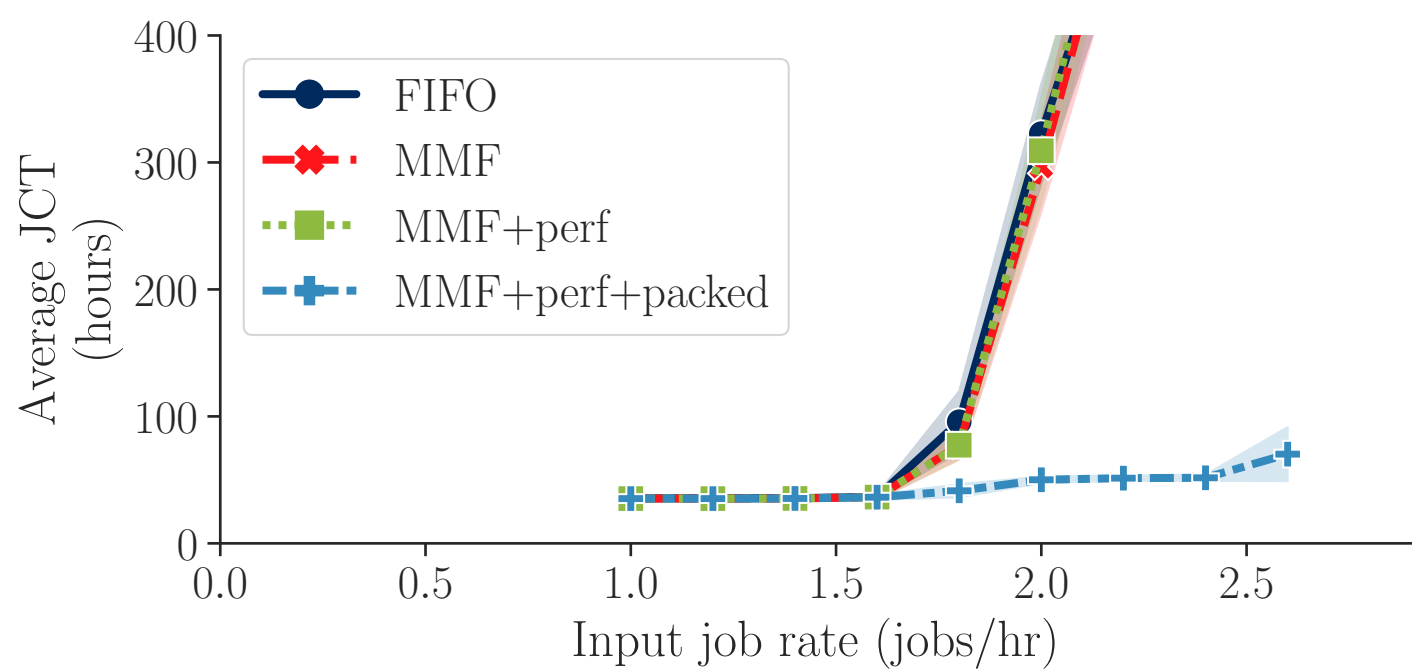 Average JCT
(hours)
400
300
200
100
0
FIFO
MMF
MMF+perf
MMF+perf+packed
0.0 0.5 1.0 1.5 2.0 2.5
Input job rate (jobs/hr)